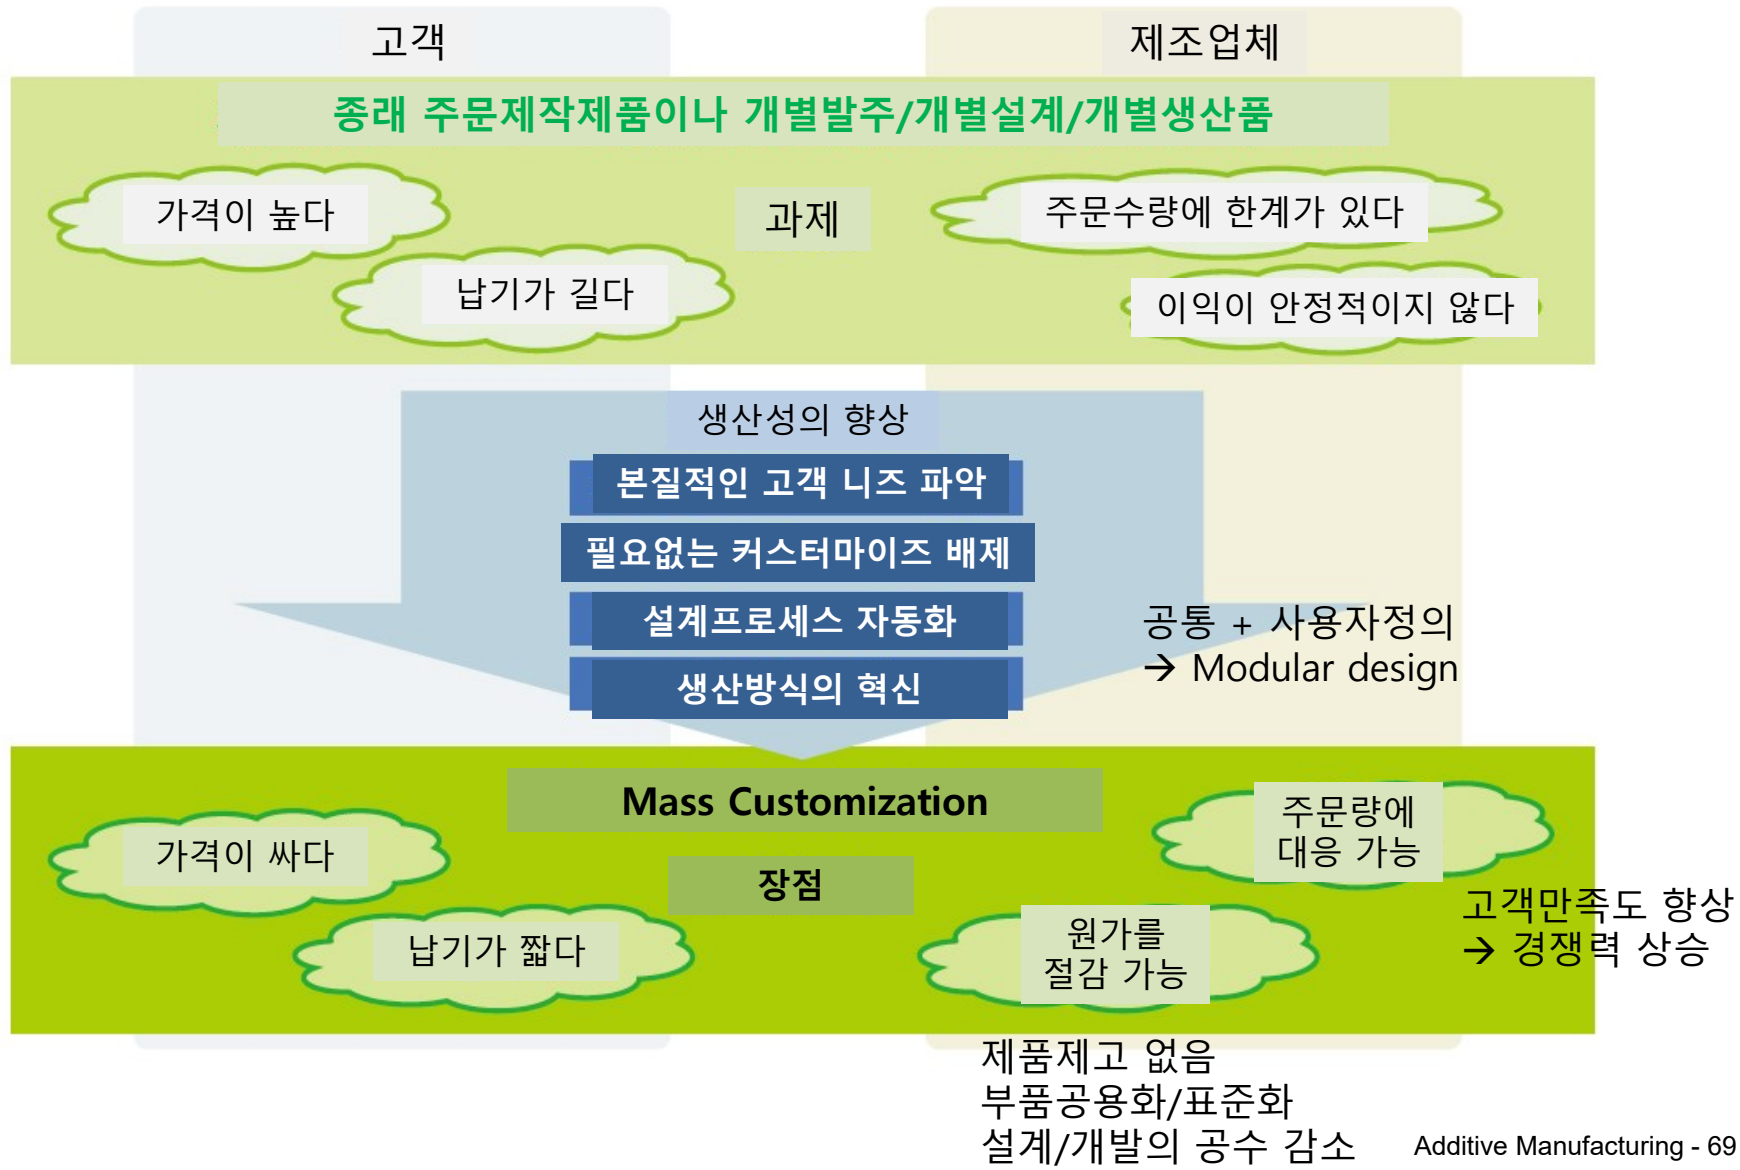 고객
제조업체
종래 주문제작제품이나 개별발주/개별설계/개별생산품
가격이 높다
납기가 길다
과제
주문수량에 한계가 있다
이익이 안정적이지 않다
생산성의 향상
본질적인 고객 니즈 파악
필요없는 커스터마이즈 배제
설계프로세스 자동화
생산방식의 혁신
공통 + 사용자정의
→ Modular design
Mass Customization
장점
가격이 싸다
납기가 짧다
주문량에
대응 가능
원가를
절감 가능
고객만족도 향상
→ 경쟁력 상승
제품제고 없음
부품공용화/표준화
설계/개발의 공수 감소
Additive Manufacturing - 69